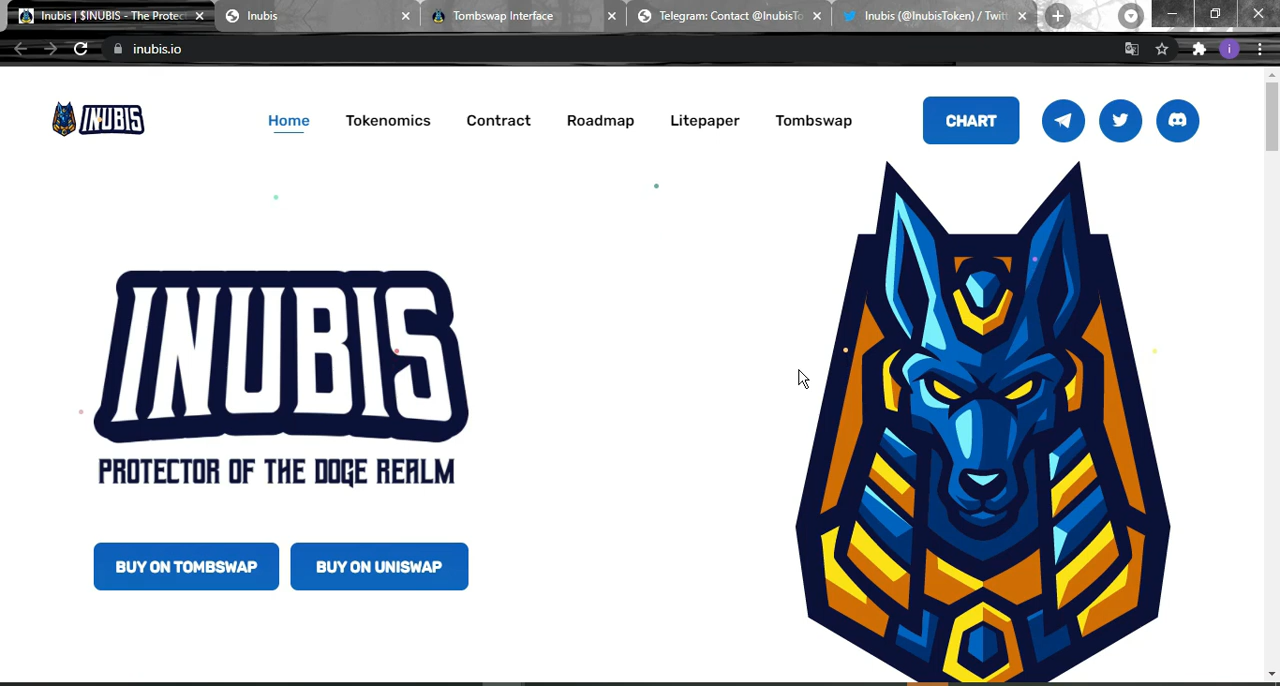 Inubis | $INUBIS - The Protec
Inubis
Tombswap Interface
Telegram: Contact @InubisTo
Inubis (@InubisToken) / Twit
inubis.io
i
INUBIS
Home
Tokenomics
Contract
Roadmap
Litepaper
Tombswap
CHART
INUBIS
PROTECTOR OF THE DOGE REALM
BUY ON TOMBSWAP
BUY ON UNISWAP